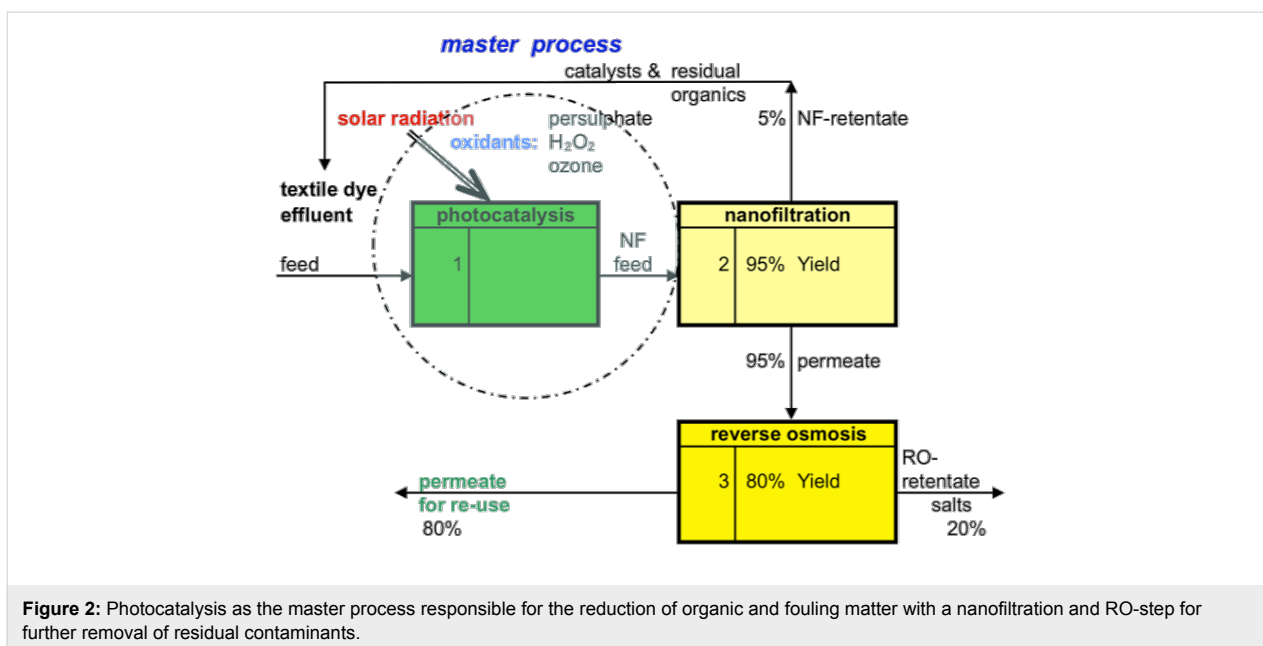 master process
catalysts & residual
organics
solar radiation
persulphate
oxidants: H₂O₂
ozone
5% NF-retentate
textile dye
effluent
photocatalysis
nanofiltration
feed
1
NF
feed
2 95% Yield
95% permeate
reverse osmosis
3 80% Yield
RO-
retentate
salts
20%
permeate
for re-use
80%
Figure 2: Photocatalysis as the master process responsible for the reduction of organic and fouling matter with a nanofiltration and RO-step for
further removal of residual contaminants.